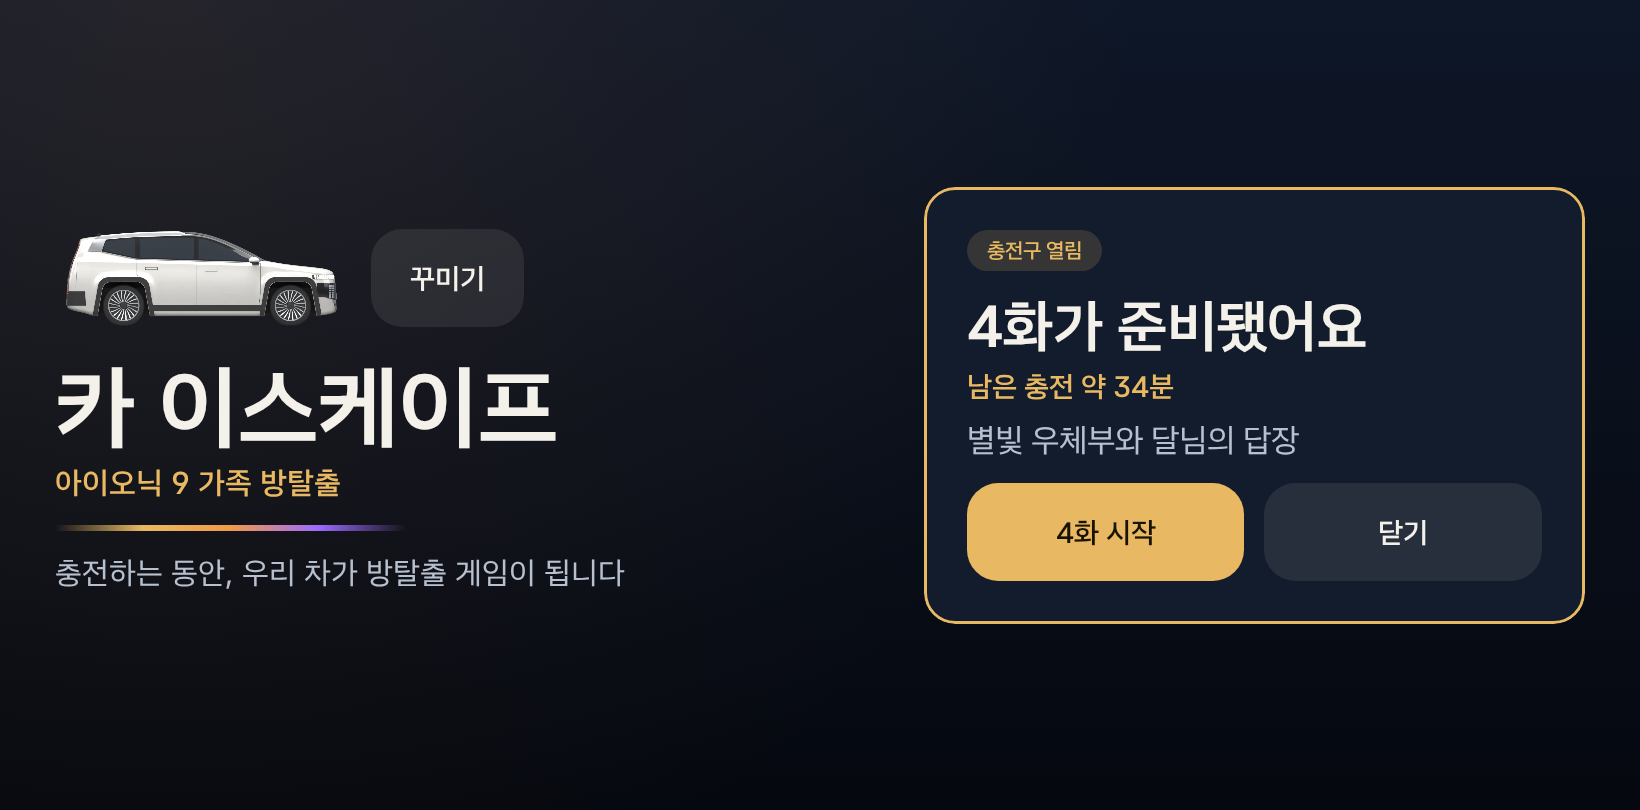 꾸미기
카 이스케이프
아이오닉 9 가족 방탈출
충전하는 동안, 우리 차가 방탈출 게임이 됩니다
충전구 열림
4화가 준비됐어요
남은 충전 약 34분
별빛 우체부와 달님의 답장
4화 시작
닫기